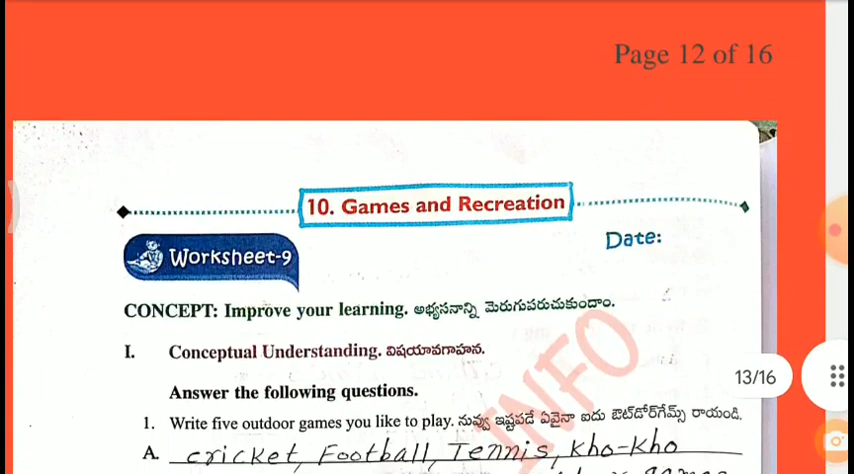 Page 12 of 16
10. Games and Recreation
Worksheet-9
Date:
CONCEPT: Improve your learning. అభ్యసనాన్ని మెరుగుపరుచుకుందాం.
I. Conceptual Understanding. విషయావగాహన.
INFO
13/16
Answer the following questions.
1. Write five outdoor games you like to play. నువ్వు ఇష్టపడే ఏవైనా ఐదు ఔట్‌డోర్‌గేమ్స్ రాయండి.
A. cricket, Football, Tennis, Kho-Kho